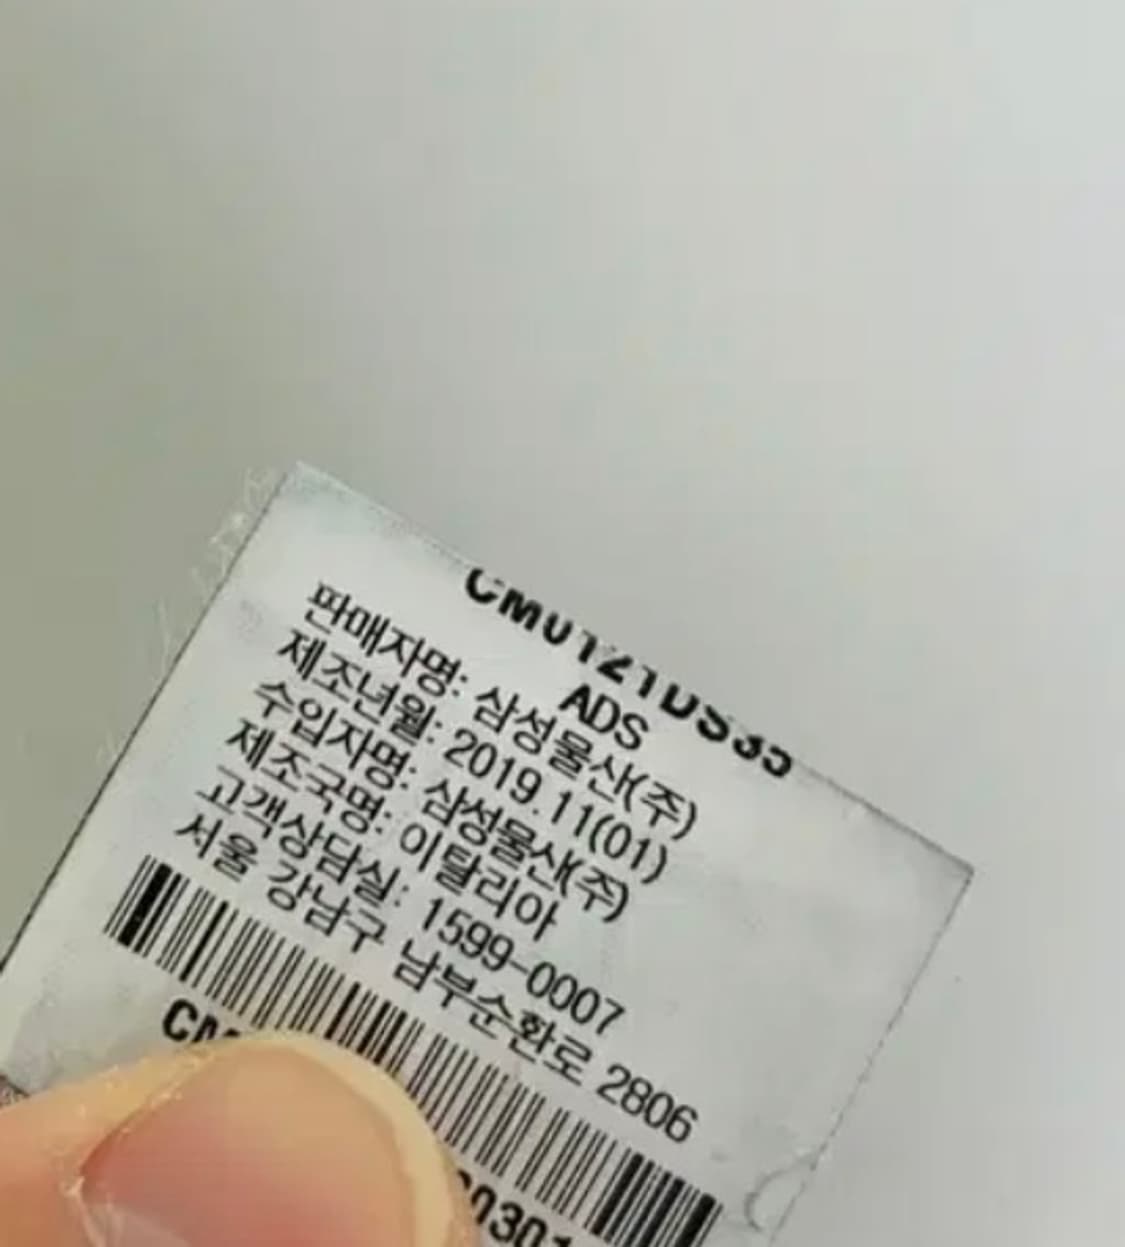 CM0121DS35
ADS
판매자명: 삼성물산(주)
제조년월: 2019.11(01)
수입자명: 삼성물산(주)
제조국명: 이탈리아
고객상담실: 1599-0007
서울 강남구 남부순환로 2806